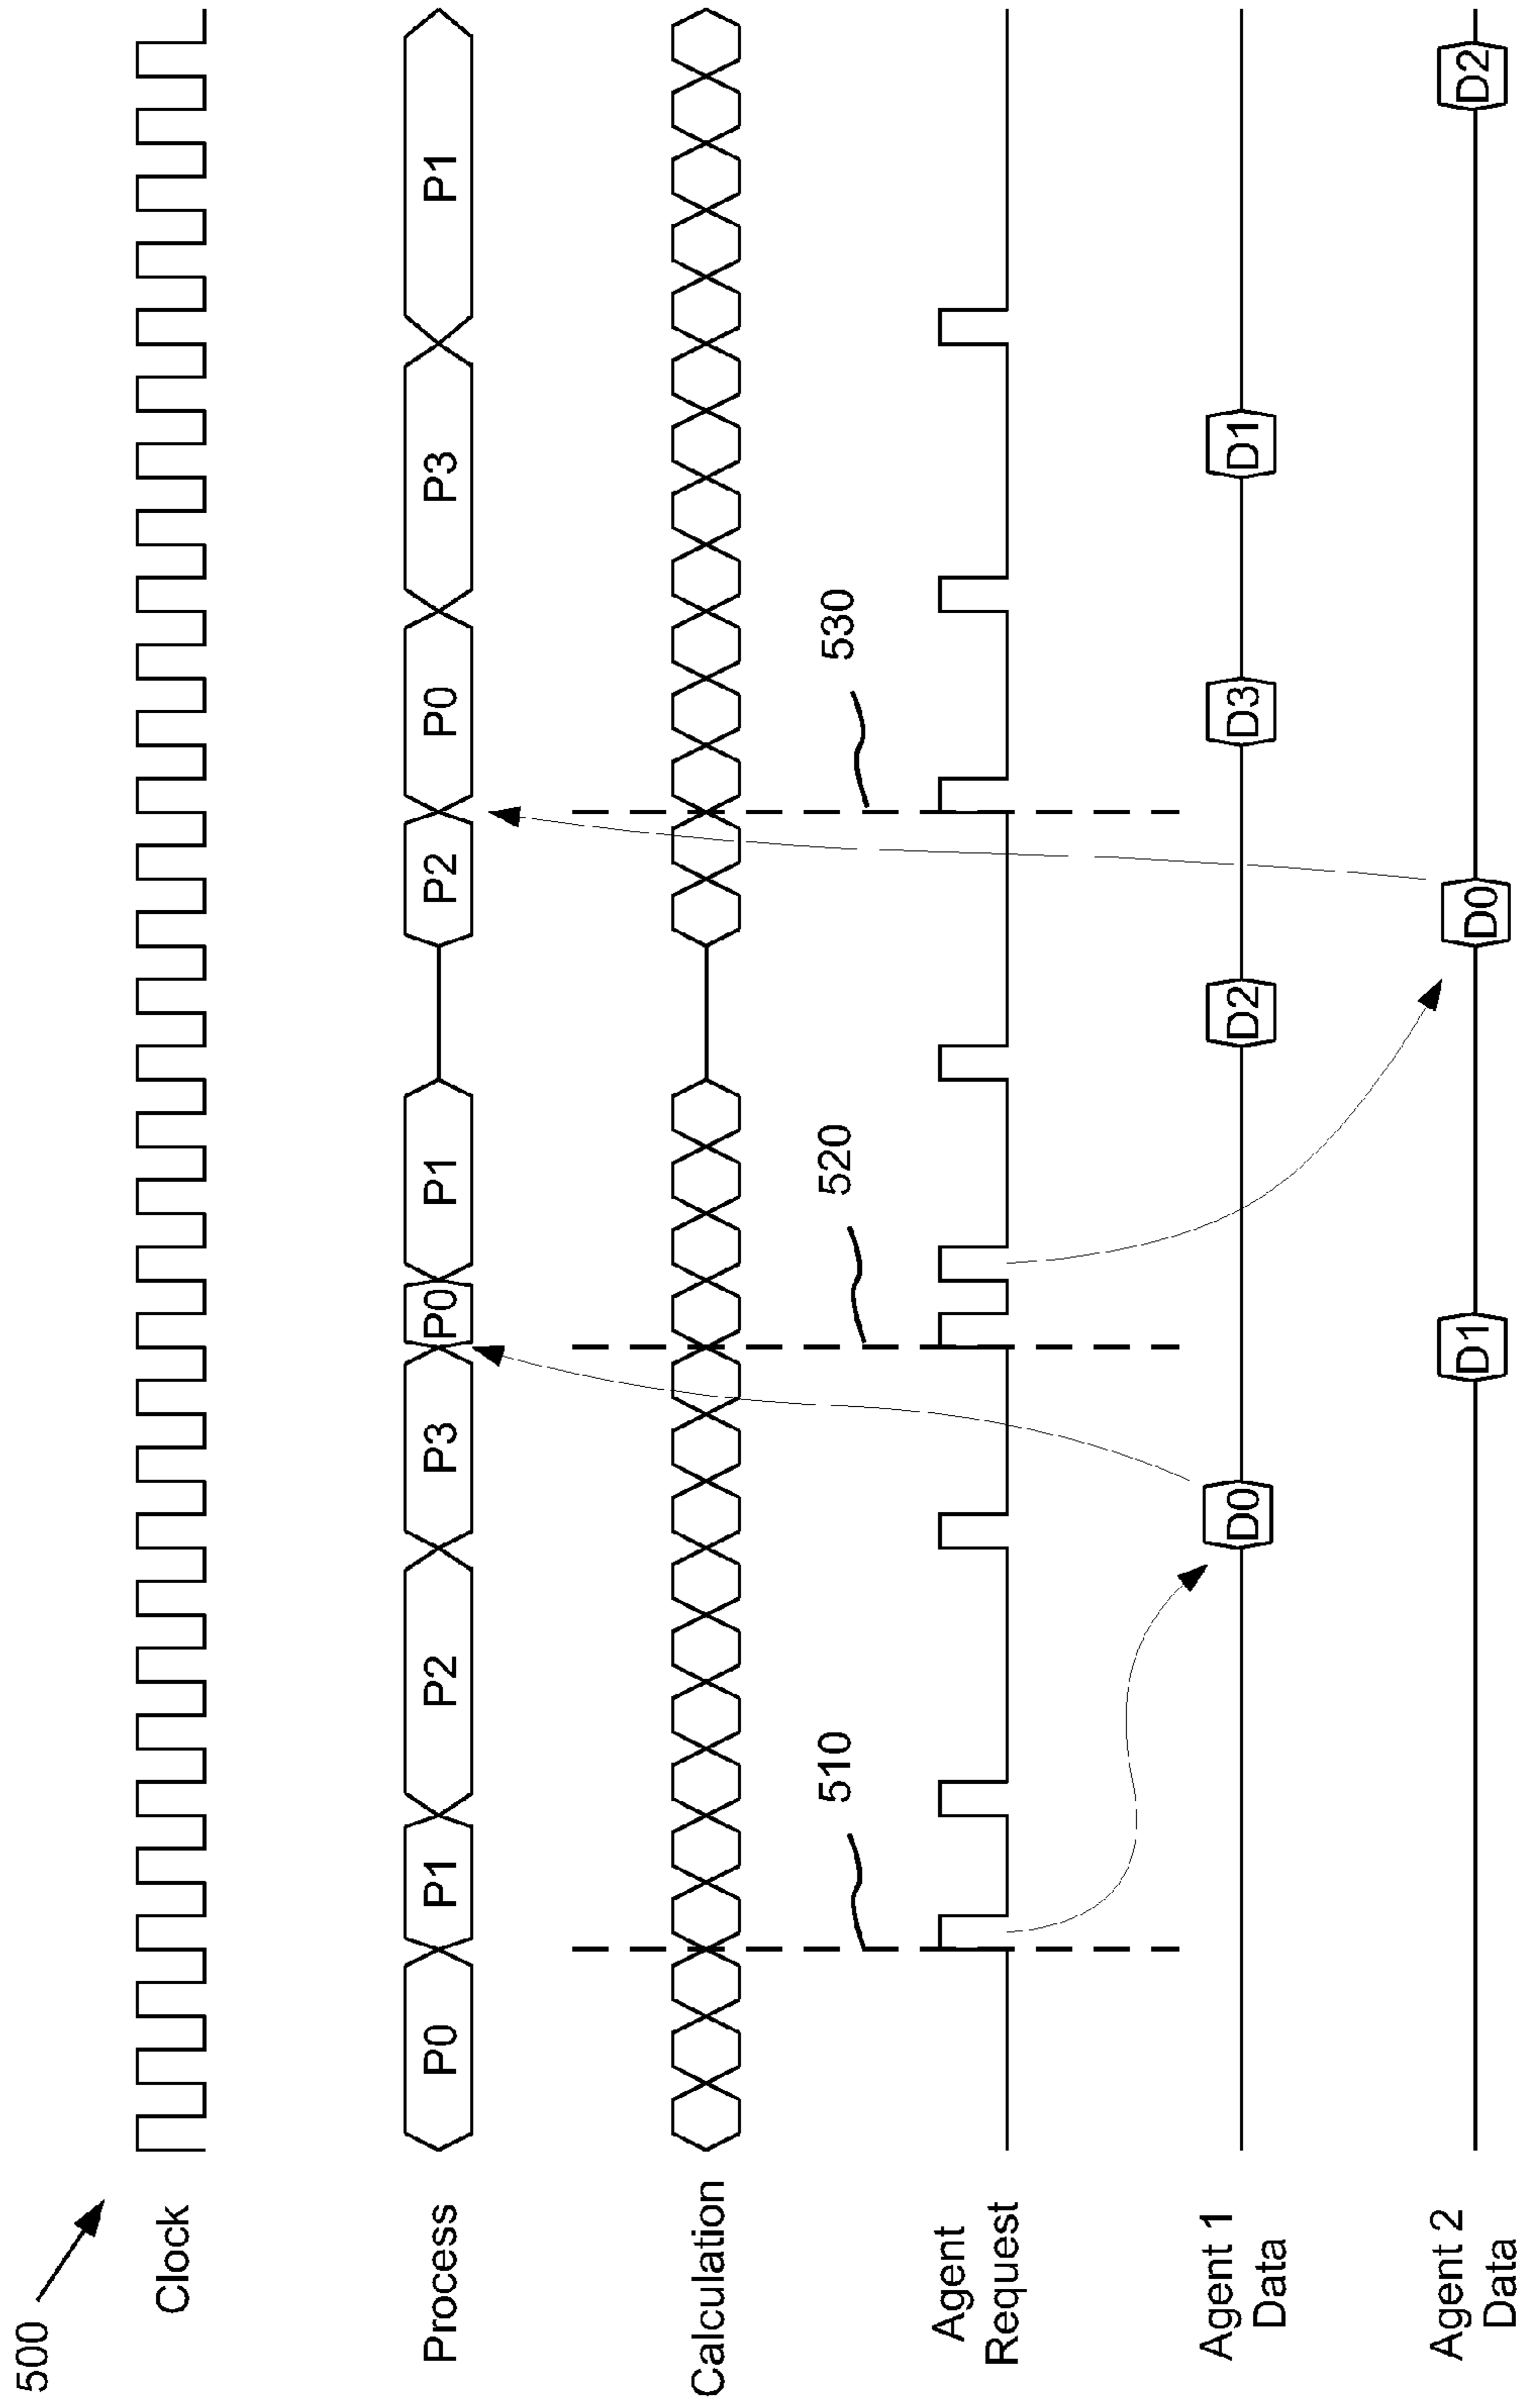 500
Clock
Process
P0
P1
P2
P3
P0
P1
P2
P0
P3
P1
Calculation
510
520
530
Agent
Request
Agent 1
Data
D0
D2
D3
D1
Agent 2
Data
D1
D0
D2